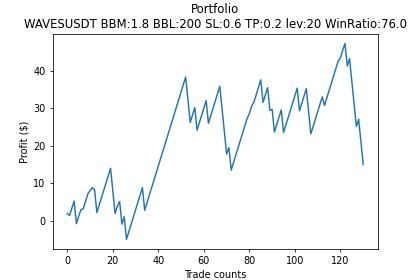 Portfolio
WAVESUSDT BBM:1.8 BBL:200 SL:0.6 TP:0.2 lev:20 WinRatio:76.0
Profit ($)
40
30
20
10
0
0 20 40 60 80 100 120
Trade counts